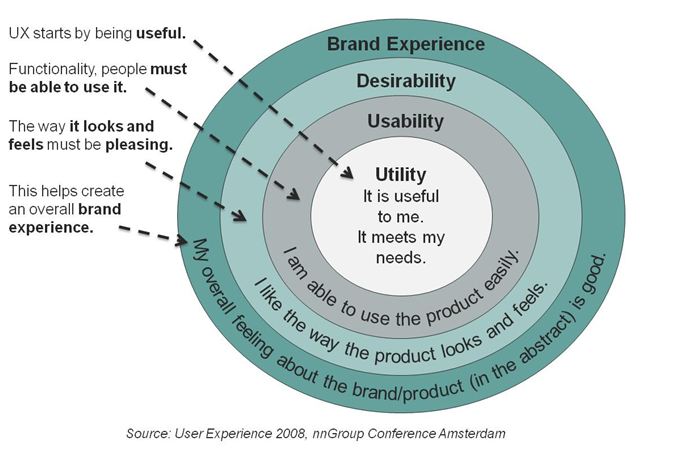 UX starts by being useful.
Functionality, people must
be able to use it.
The way it looks and
feels must be pleasing.
This helps create
an overall brand
experience.
Brand Experience
Desirability
Usability
Utility
It is useful
to me.
It meets my
needs.
I am able to use the product easily.
I like the way the product looks and feels.
My overall feeling about the brand/product (in the abstract) is good.
Source: User Experience 2008, nnGroup Conference Amsterdam